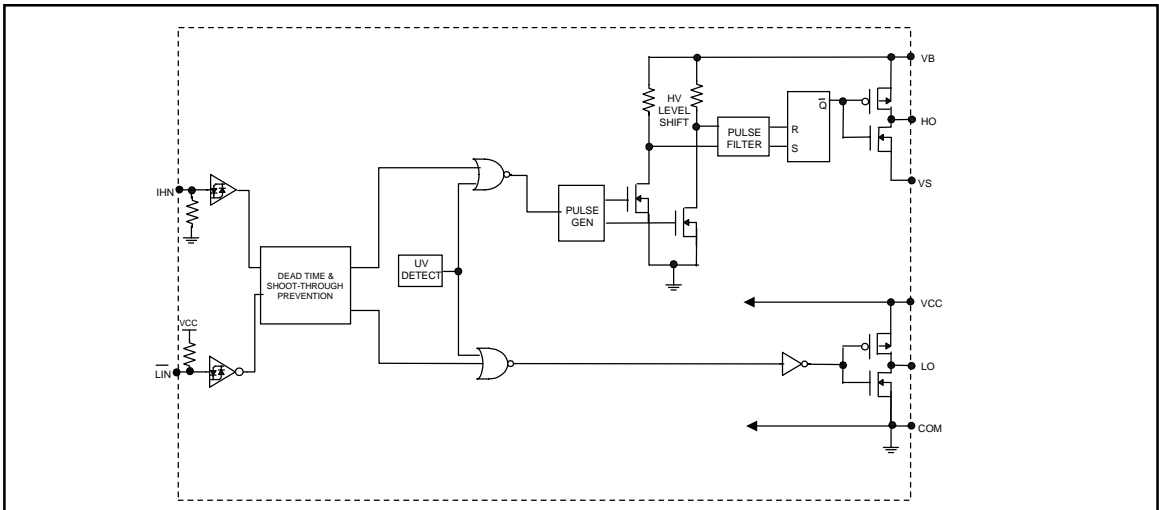 VB
HV
LEVEL
SHIFT
Q
HO
PULSE
FILTER
R
S
VS
IHN
PULSE
GEN
DEAD TIME &
SHOOT-THROUGH
PREVENTION
UV
DETECT
VCC
VCC
LIN
LO
COM